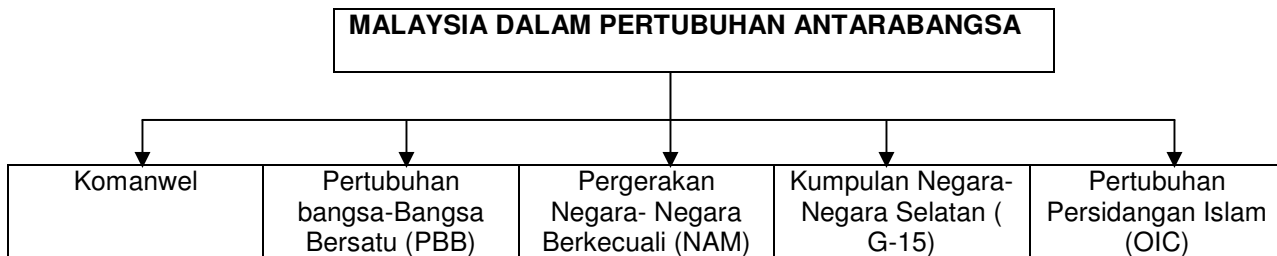 MALAYSIA DALAM PERTUBUHAN ANTARABANGSA
Komanwel
Pertubuhan
bangsa-Bangsa
Bersatu (PBB)
Pergerakan
Negara- Negara
Berkecuali (NAM)
Kumpulan Negara-
Negara Selatan (
G-15)
Pertubuhan
Persidangan Islam
(OIC)